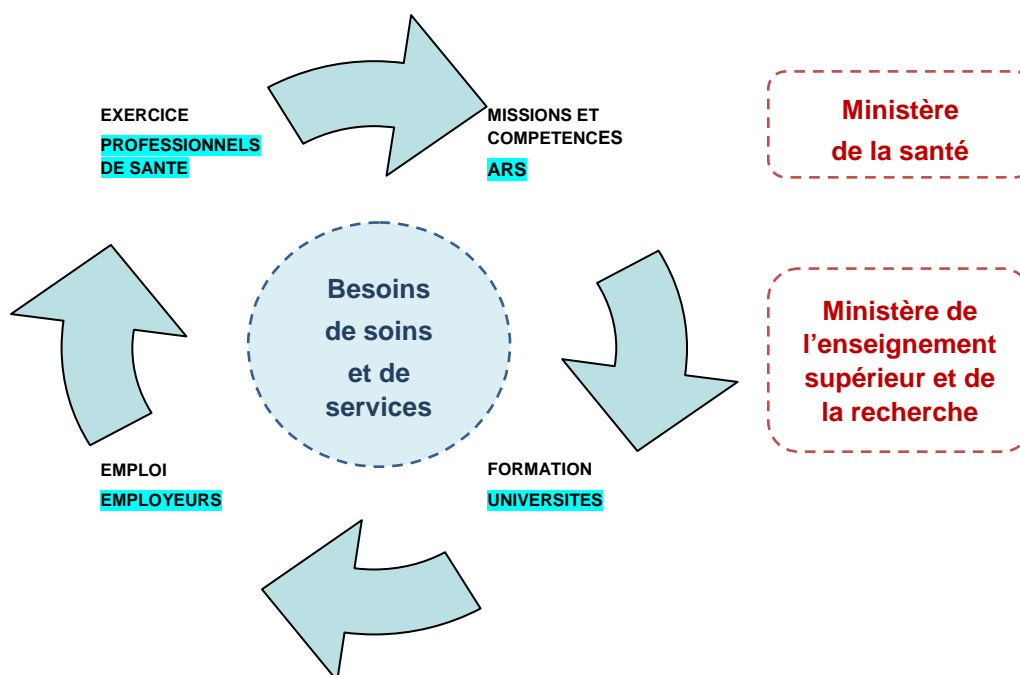 EXERCICE
PROFESSIONNELS
DE SANTE
MISSIONS ET
COMPETENCES
ARS
Ministère
de la santé
Besoins
de soins
et de
services
Ministère de
l’enseignement
supérieur et de
la recherche
EMPLOI
EMPLOYEURS
FORMATION
UNIVERSITES